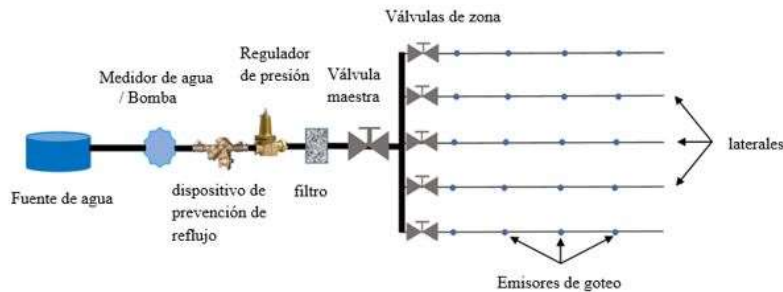 Válvulas de zona
Regulador
de presión
Medidor de agua
/ Bomba
Válvula
maestra
laterales
Fuente de agua
dispositivo de
prevención de
reflujo
filtro
Emisores de goteo